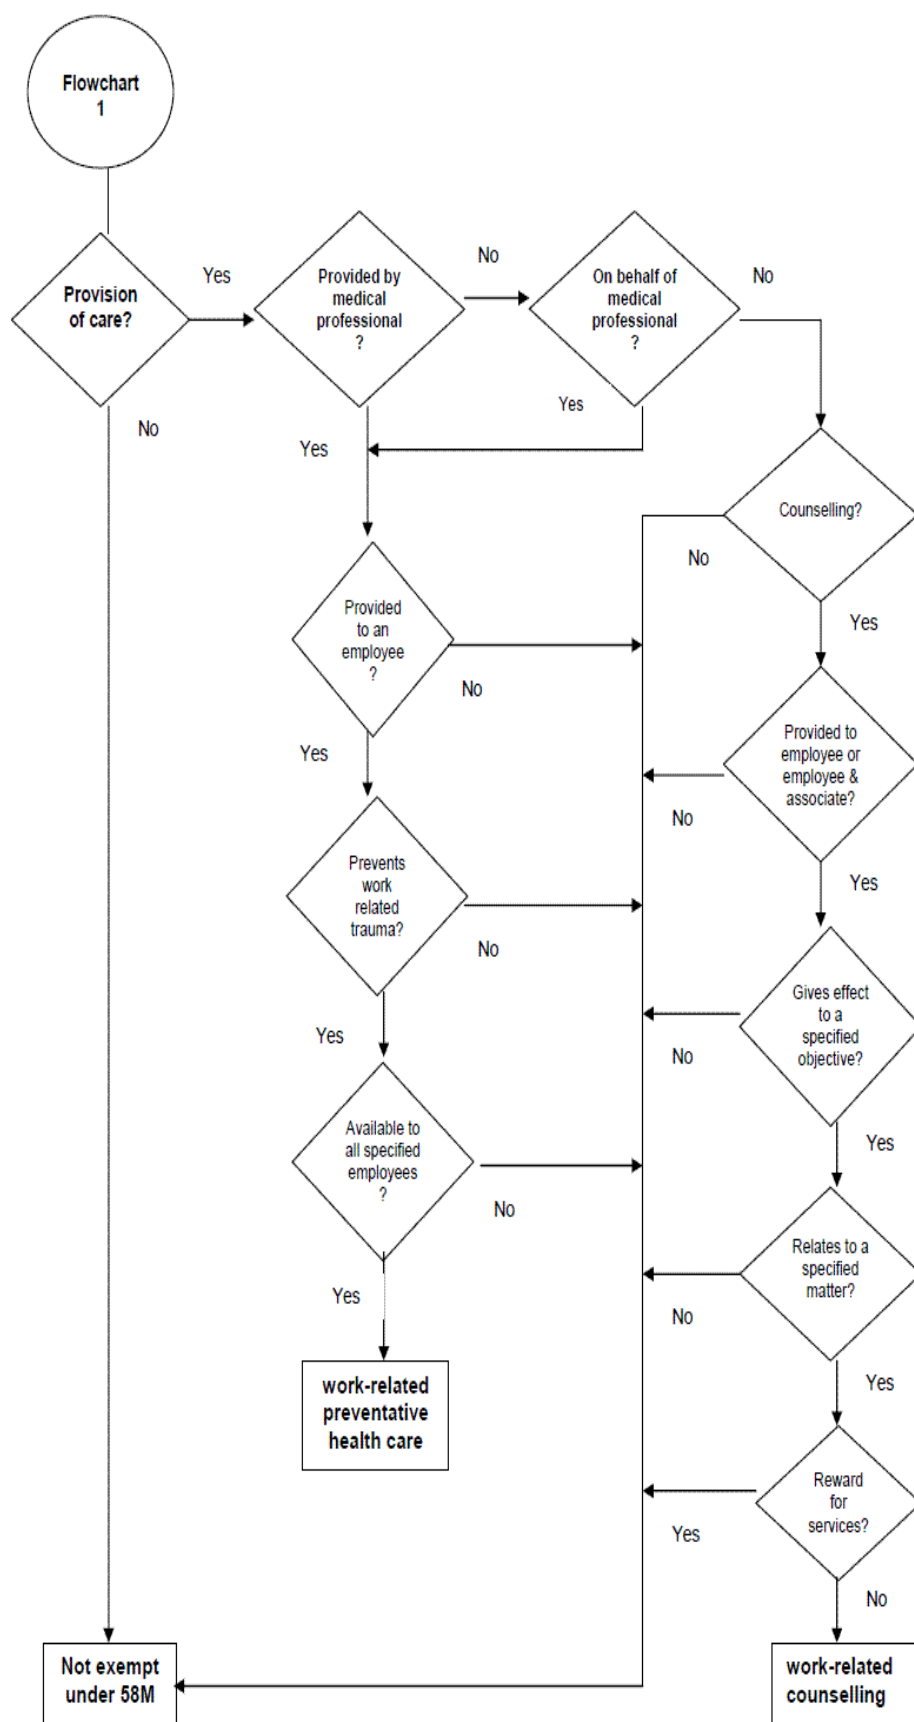 Flowchart
1
Provision
of care?
Yes
No
Provided by
medical
professional
?
No
Yes
On behalf of
medical
professional
?
No
Yes
Counselling?
No
Yes
Provided
to an
employee
?
No
Yes
Provided to
employee or
employee &
associate?
No
Yes
Prevents
work
related
trauma?
No
Yes
Gives effect
to a
specified
objective?
No
Yes
Available to
all specified
employees
?
No
Yes
Relates to a
specified
matter?
No
Yes
work-related
preventative
health care
Reward
for
services?
Yes
No
Not exempt
under 58M
work-related
counselling